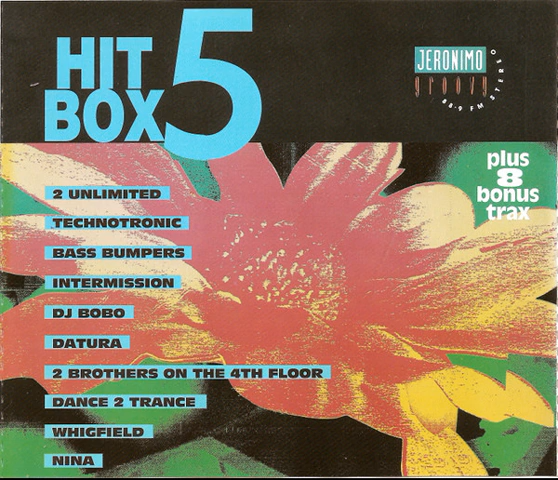 HIT
BOX 5
JERONIMO
groovy
88.9 FM STEREO
plus
8
bonus
trax
2 UNLIMITED
TECHNOTRONIC
BASS BUMPERS
INTERMISSION
DJ BOBO
DATURA
2 BROTHERS ON THE 4TH FLOOR
DANCE 2 TRANCE
WHIGFIELD
NINA